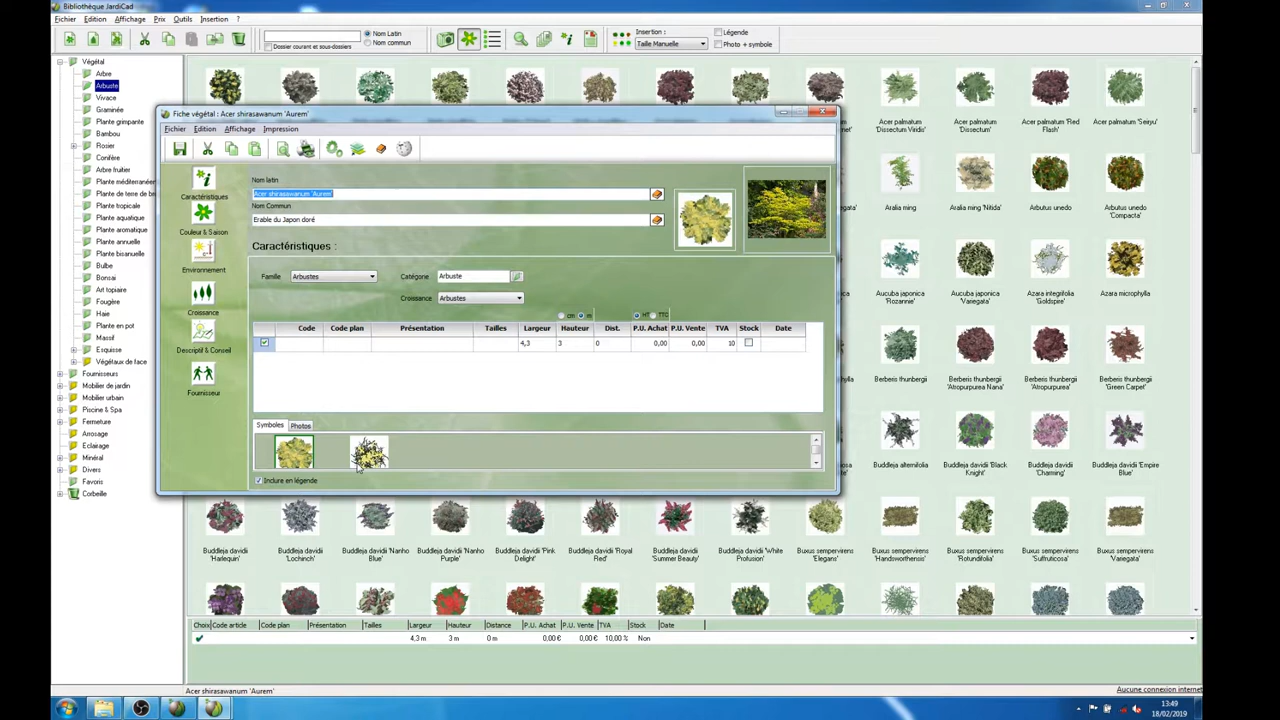 Bibliothèque JardiCad
Fichier Edition Affichage Prix Outils Insertion ?
Nom Latin
Nom commun
Dossier courant et sous-dossiers
Insertion :
Taille Manuelle
Légende
Photo + symbole
Végétal
Arbre
Arbuste
Vivace
Graminée
Plante grimpante
Bambou
Rosier
Conifère
Arbre fruitier
Plante méditerranéen
Plante de terre de br
Plante tropicale
Plante aquatique
Plante aromatique
Plante annuelle
Plante bisanuelle
Bulbe
Bonsai
Art topiaire
Fougère
Haie
Plante en pot
Massif
Esquisse
Végétaux de face
Fournisseurs
Mobilier de jardin
Mobilier urbain
Piscine & Spa
Fermeture
Arrosage
Eclairage
Minéral
Divers
Favoris
Corbeille
Fiche végétal : Acer shirasawanum 'Aurem'
Fichier Edition Affichage Impression
Caractéristiques
Couleur & Saison
Environnement
Croissance
Descriptif & Conseil
Fournisseur
Nom latin
Acer shirasawanum 'Aurem'
Nom Commun
Erable du Japon doré
Caractéristiques :
Famille Arbustes Catégorie Arbuste
Croissance Arbustes
cm m HT TTC
Code Code plan Présentation Tailles Largeur Hauteur Dist. P.U. Achat P.U. Vente TVA Stock Date
4,3 3 0 0,00 0,00 10
Symboles Photos
Inclure en légende
Acer palmatum 'Dissectum Viridis'
Acer palmatum 'Dissectum'
Acer palmatum 'Red Flash'
Acer palmatum 'Seiryu'
Aralia ming
Aralia ming 'Nitida'
Arbutus unedo
Arbutus unedo 'Compacta'
Aucuba japonica 'Rozannie'
Aucuba japonica 'Variegata'
Azara integrifolia 'Goldspire'
Azara microphylla
Berberis thunbergii
Berberis thunbergii 'Atropurpurea Nana'
Berberis thunbergii 'Atropurpurea'
Berberis thunbergii 'Green Carpet'
Buddleja alternifolia
Buddleja davidii 'Black Knight'
Buddleja davidii 'Charming'
Buddleja davidii 'Empire Blue'
Buddleja davidii 'Harlequin'
Buddleja davidii 'Lochinch'
Buddleja davidii 'Nanho Blue'
Buddleja davidii 'Nanho Purple'
Buddleja davidii 'Pink Delight'
Buddleja davidii 'Royal Red'
Buddleja davidii 'Summer Beauty'
Buddleja davidii 'White Profusion'
Buxus sempervirens 'Elegans'
Buxus sempervirens 'Handsworthensis'
Buxus sempervirens 'Rotundifolia'
Buxus sempervirens 'Suffruticosa'
Buxus sempervirens 'Variegata'
Choix Code article Code plan Présentation Tailles Largeur Hauteur Distance P.U. Achat P.U. Vente TVA Stock Date
4,3 m 3 m 0 m 0,00 € 0,00 € 10,00 % Non
Acer shirasawanum 'Aurem'
Aucune connexion internet
13:49
18/02/2019